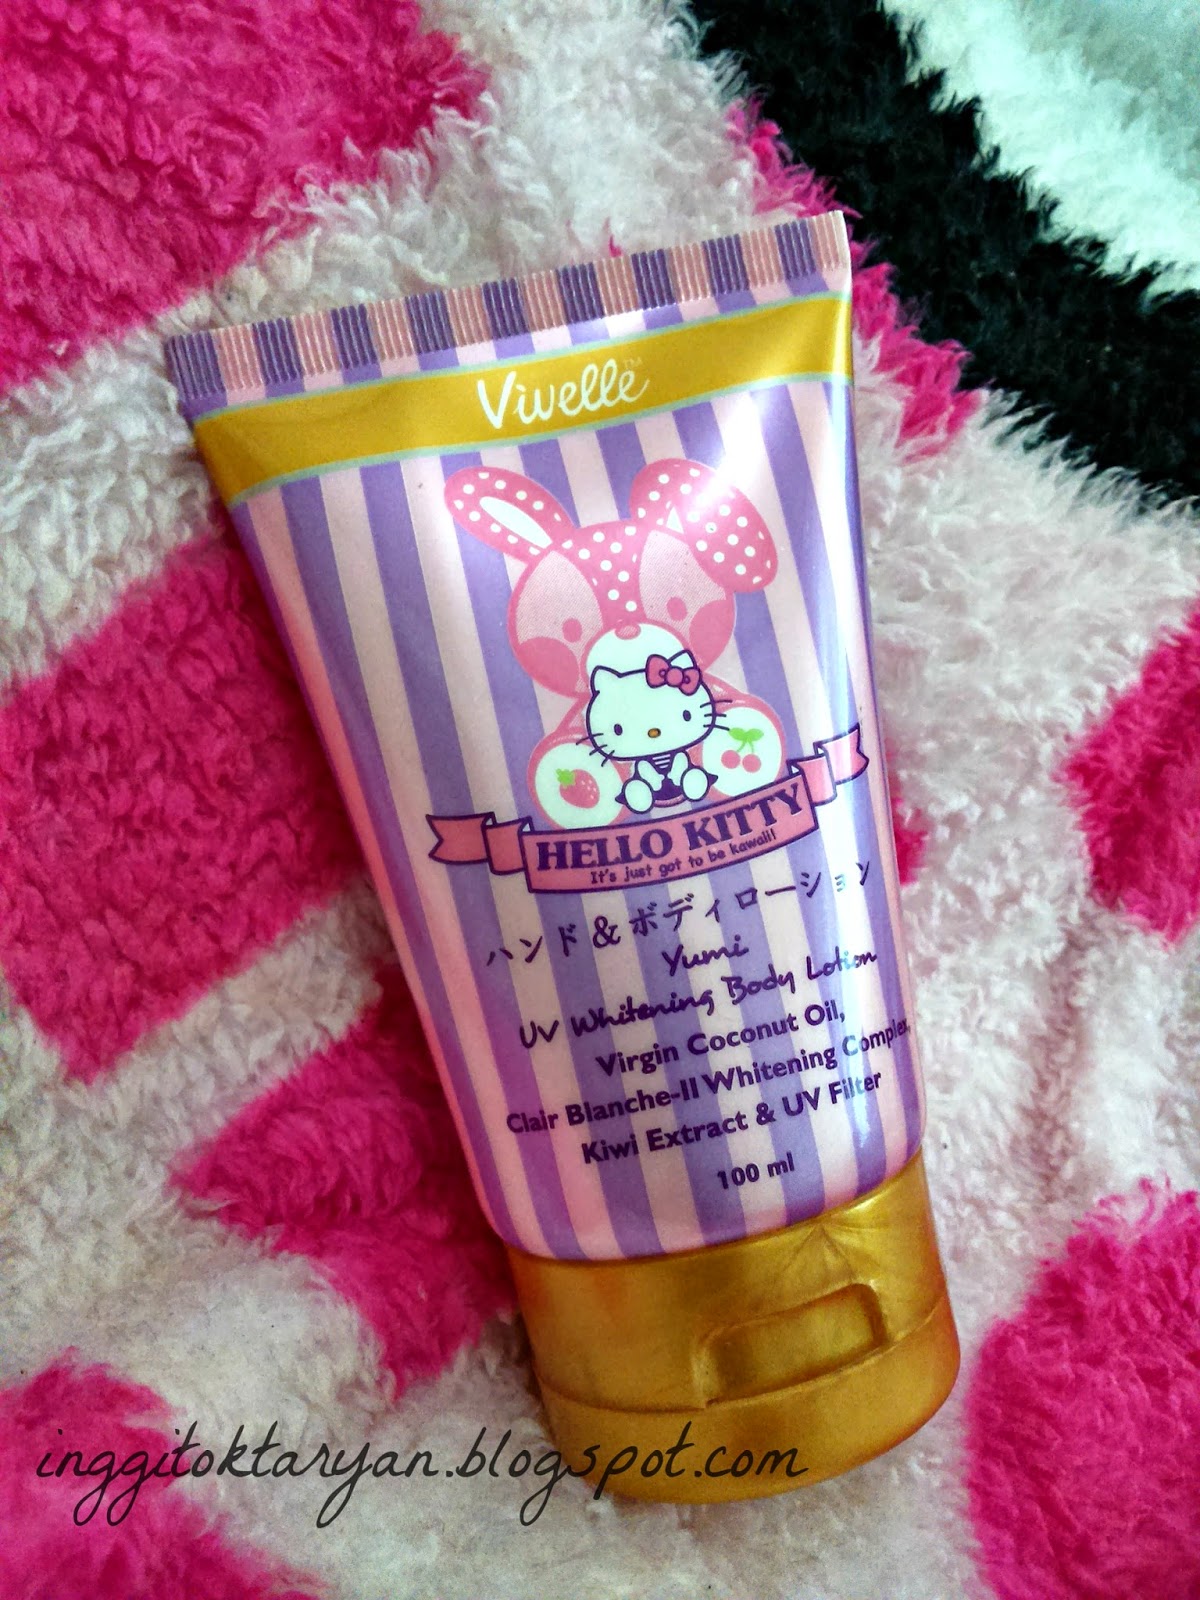 Vivelle™
HELLO KITTY
It's just got to be kawaii!
ハンド&ボディローション
Yumi
UV Whitening Body Lotion
Virgin Coconut Oil,
Clair Blanche-II Whitening Complex,
Kiwi Extract & UV Filter
100 ml
inggitoktaryan.blogspot.com